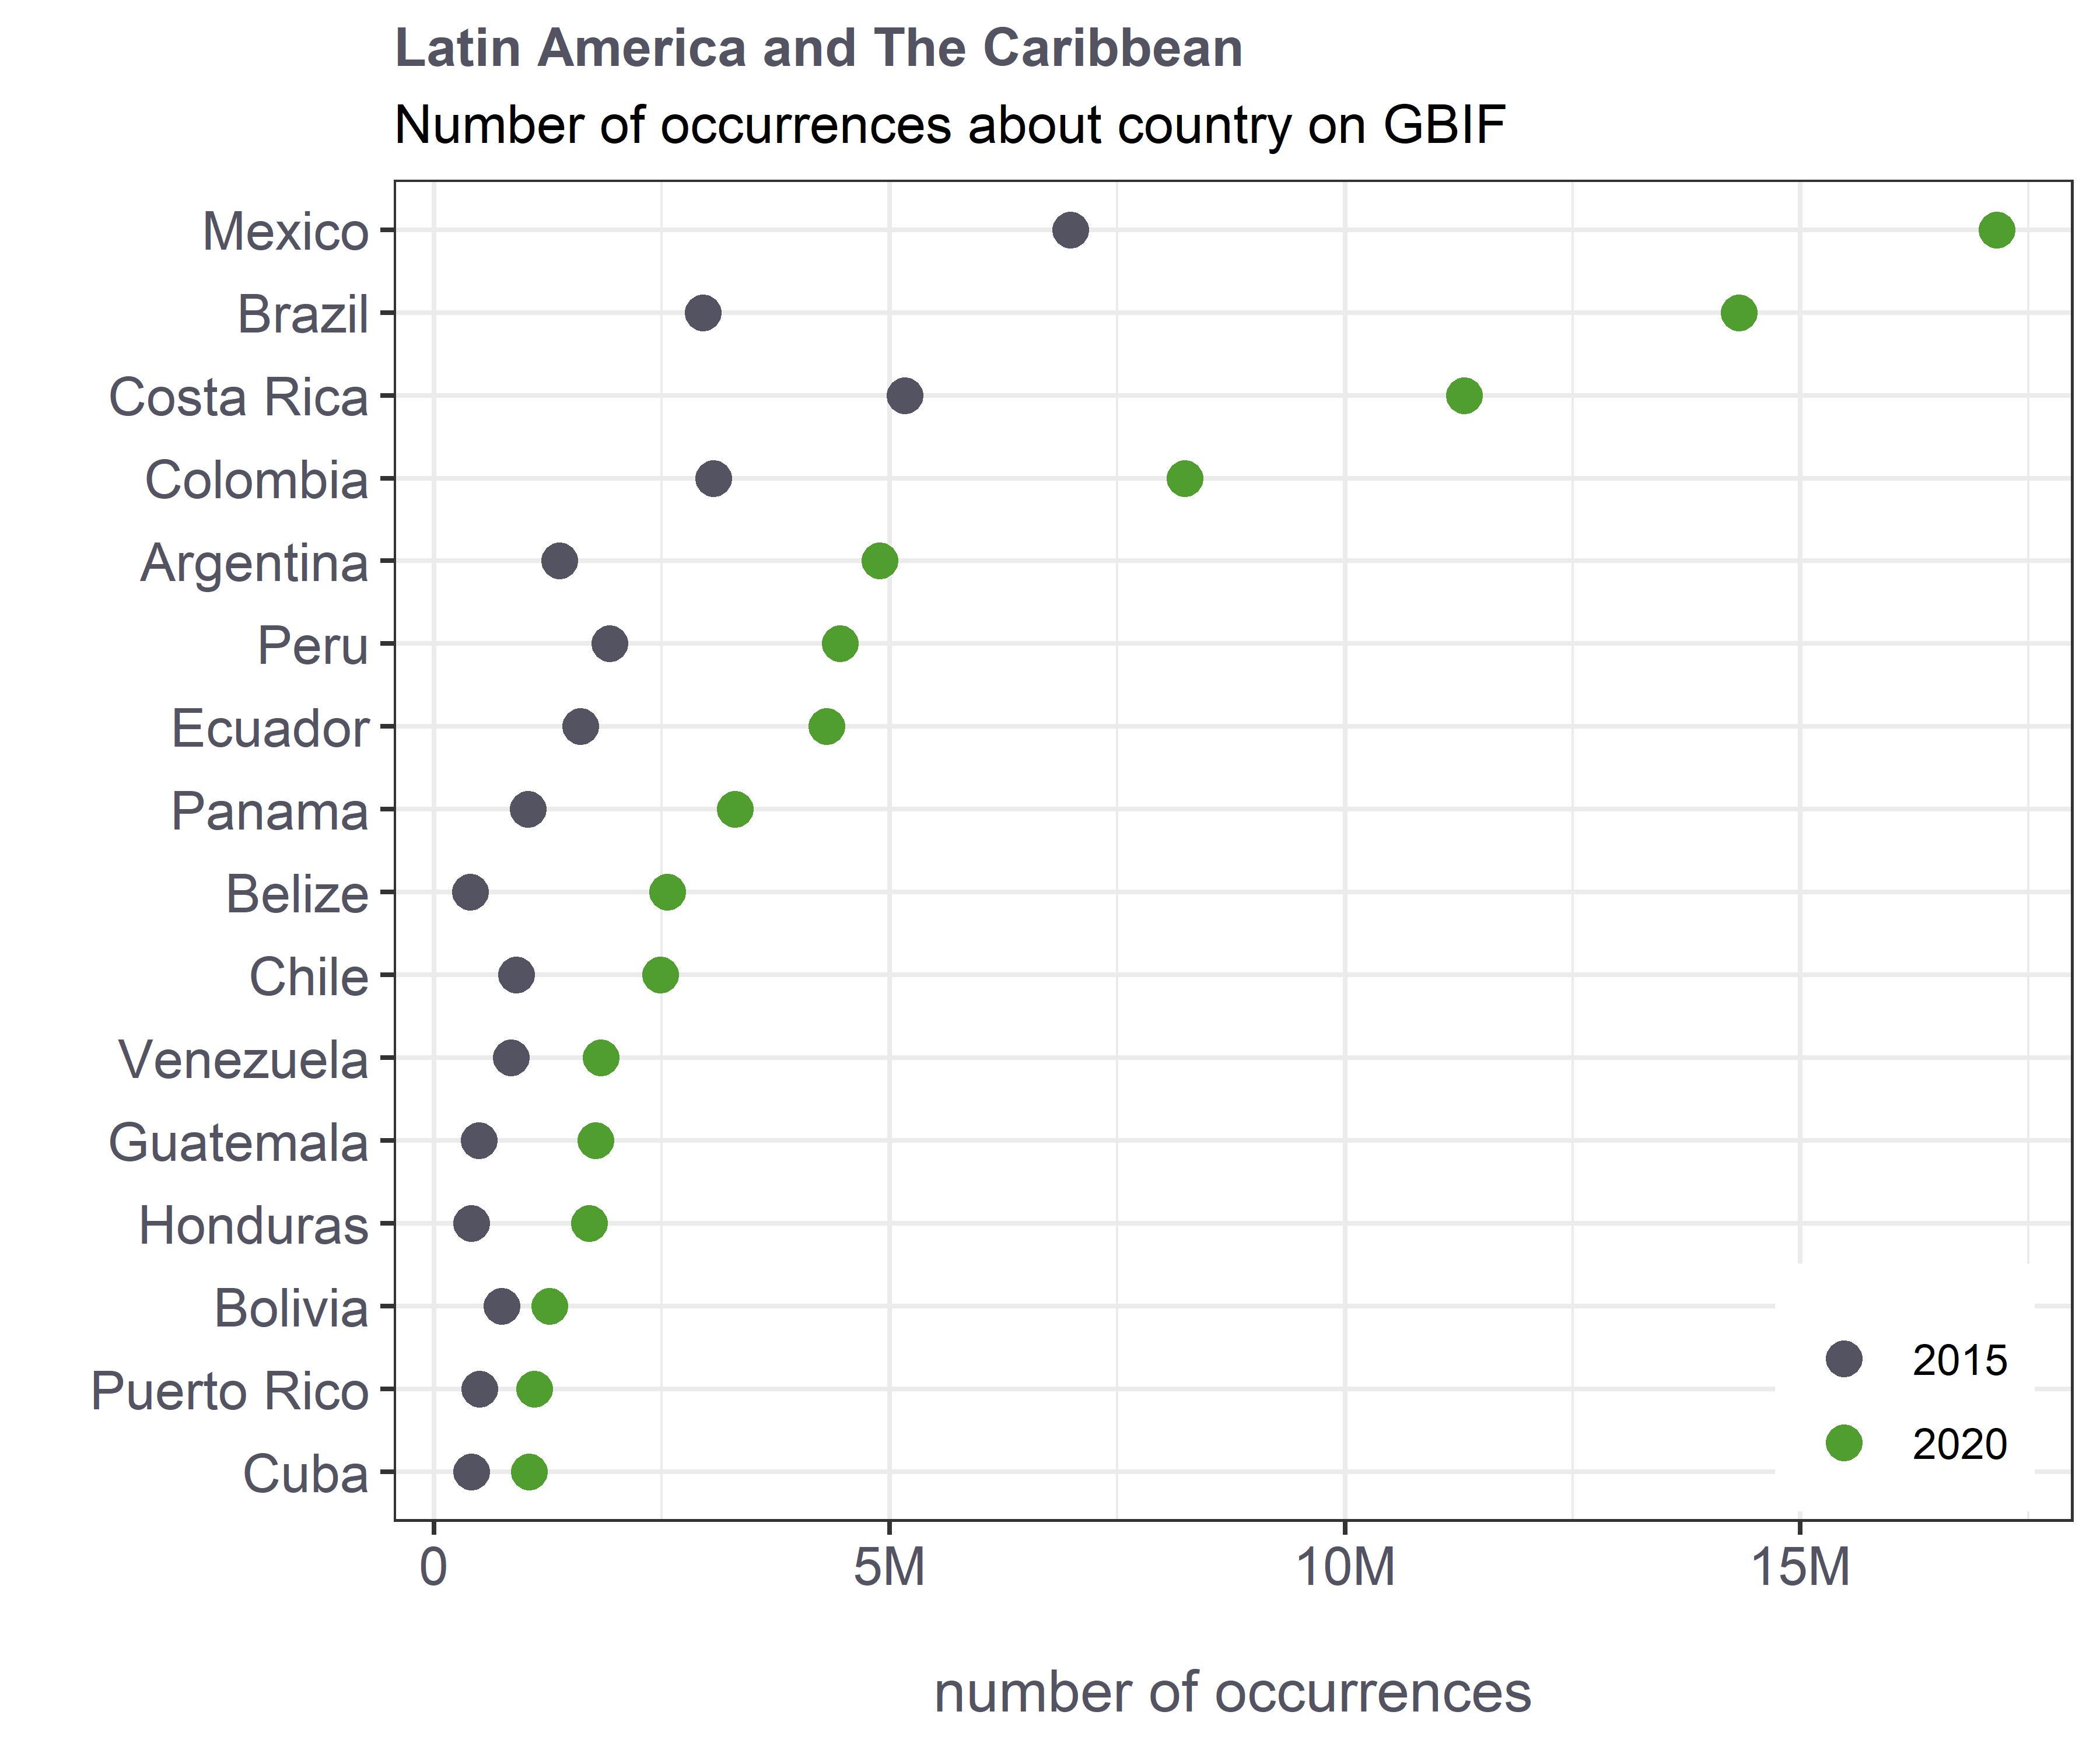 Latin America and The Caribbean
Number of occurrences about country on GBIF
Mexico
Brazil
Costa Rica
Colombia
Argentina
Peru
Ecuador
Panama
Belize
Chile
Venezuela
Guatemala
Honduras
Bolivia
Puerto Rico
Cuba
2015
2020
0 5M 10M 15M
number of occurrences